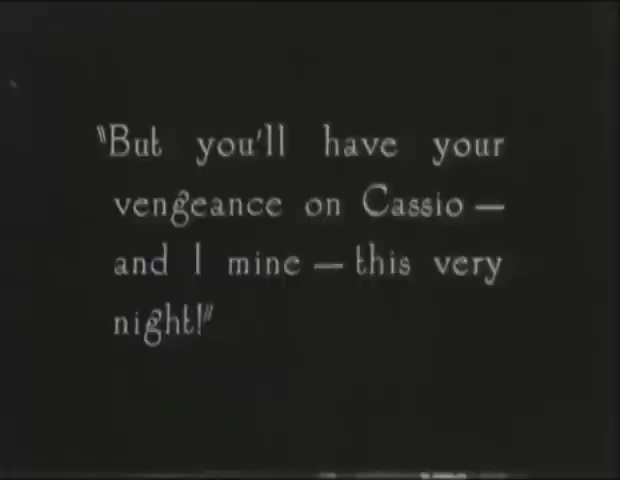 "But you'll have your
vengeance on Cassio —
and I mine — this very
night!"